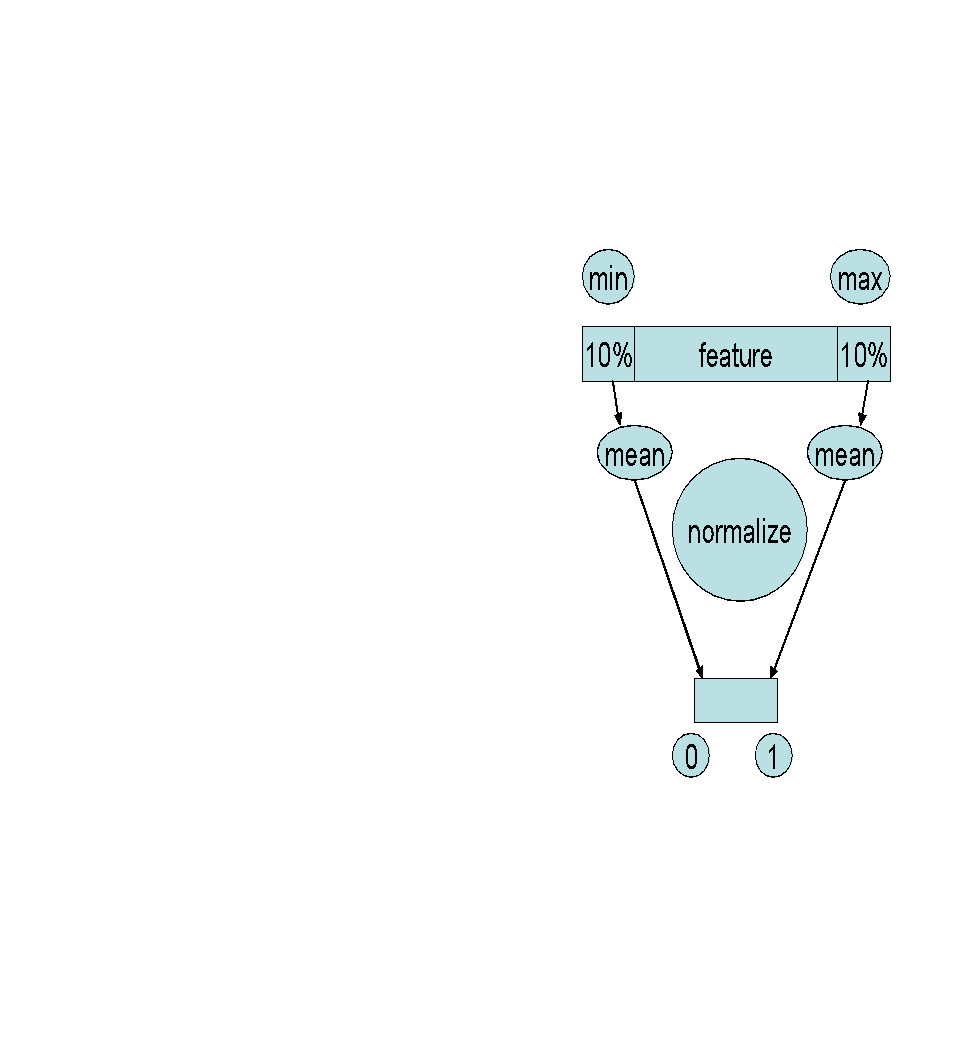 min max
10% feature 10%
mean mean
normalize
0 1